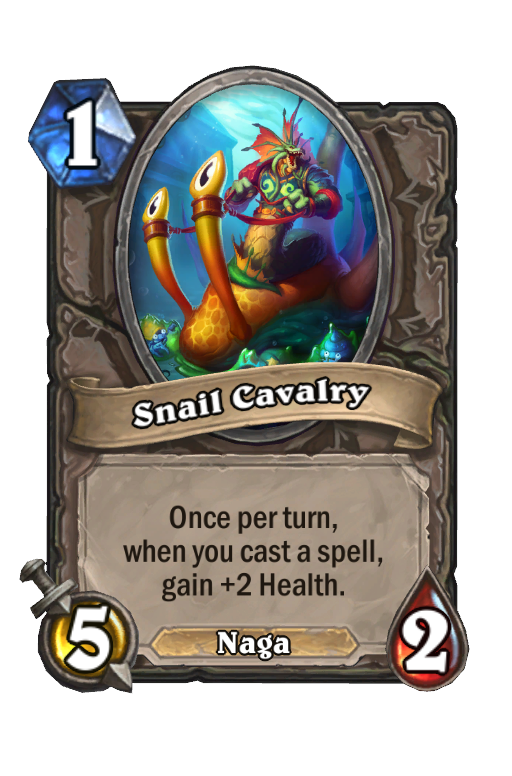 1
Snail Cavalry
Once per turn,
when you cast a spell,
gain +2 Health.
5
Naga
2